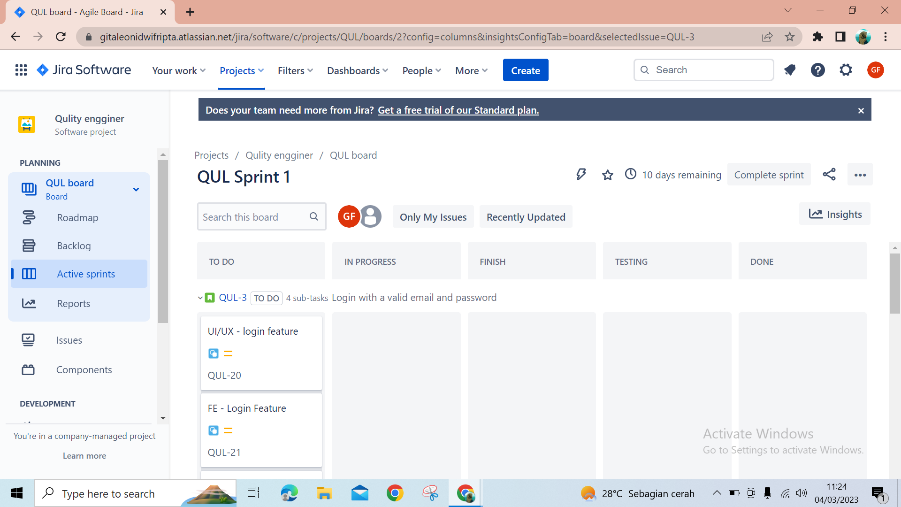 QUL board - Agile Board - Jira
gitaleonidwifripta.atlassian.net/jira/software/c/projects/QUL/boards/2?config=columns&insightsConfigTab=board&selectedIssue=QUL-3
Jira Software
Your work
Projects
Filters
Dashboards
People
More
Create
Search
GF
Does your team need more from Jira? Get a free trial of our Standard plan.
Qulity engginer
Software project
PLANNING
QUL board
Board
Roadmap
Backlog
Active sprints
Reports
Issues
Components
DEVELOPMENT
You're in a company-managed project
Learn more
Projects / Qulity engginer / QUL board
QUL Sprint 1
10 days remaining
Complete sprint
Search this board
GF
Only My Issues
Recently Updated
Insights
TO DO
IN PROGRESS
FINISH
TESTING
DONE
QUL-3 TO DO 4 sub-tasks Login with a valid email and password
UI/UX - login feature
QUL-20
FE - Login Feature
QUL-21
Activate Windows
Go to Settings to activate Windows.
Type here to search
28°C Sebagian cerah
11:24
04/03/2023
1